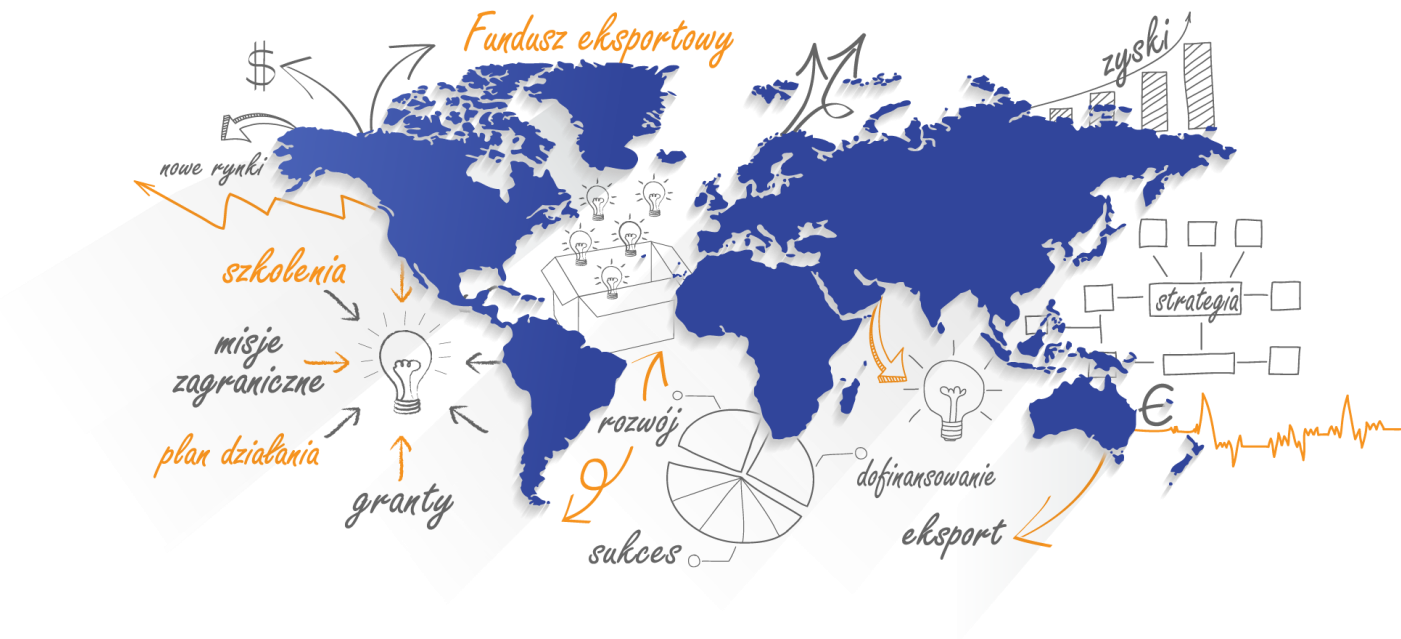 Fundusz eksportowy
$
zyski
nowe rynki
szkolenia
strategia
misje
zagraniczne
€
rozwój
plan działania
dofinansowanie
granty
eksport
sukces